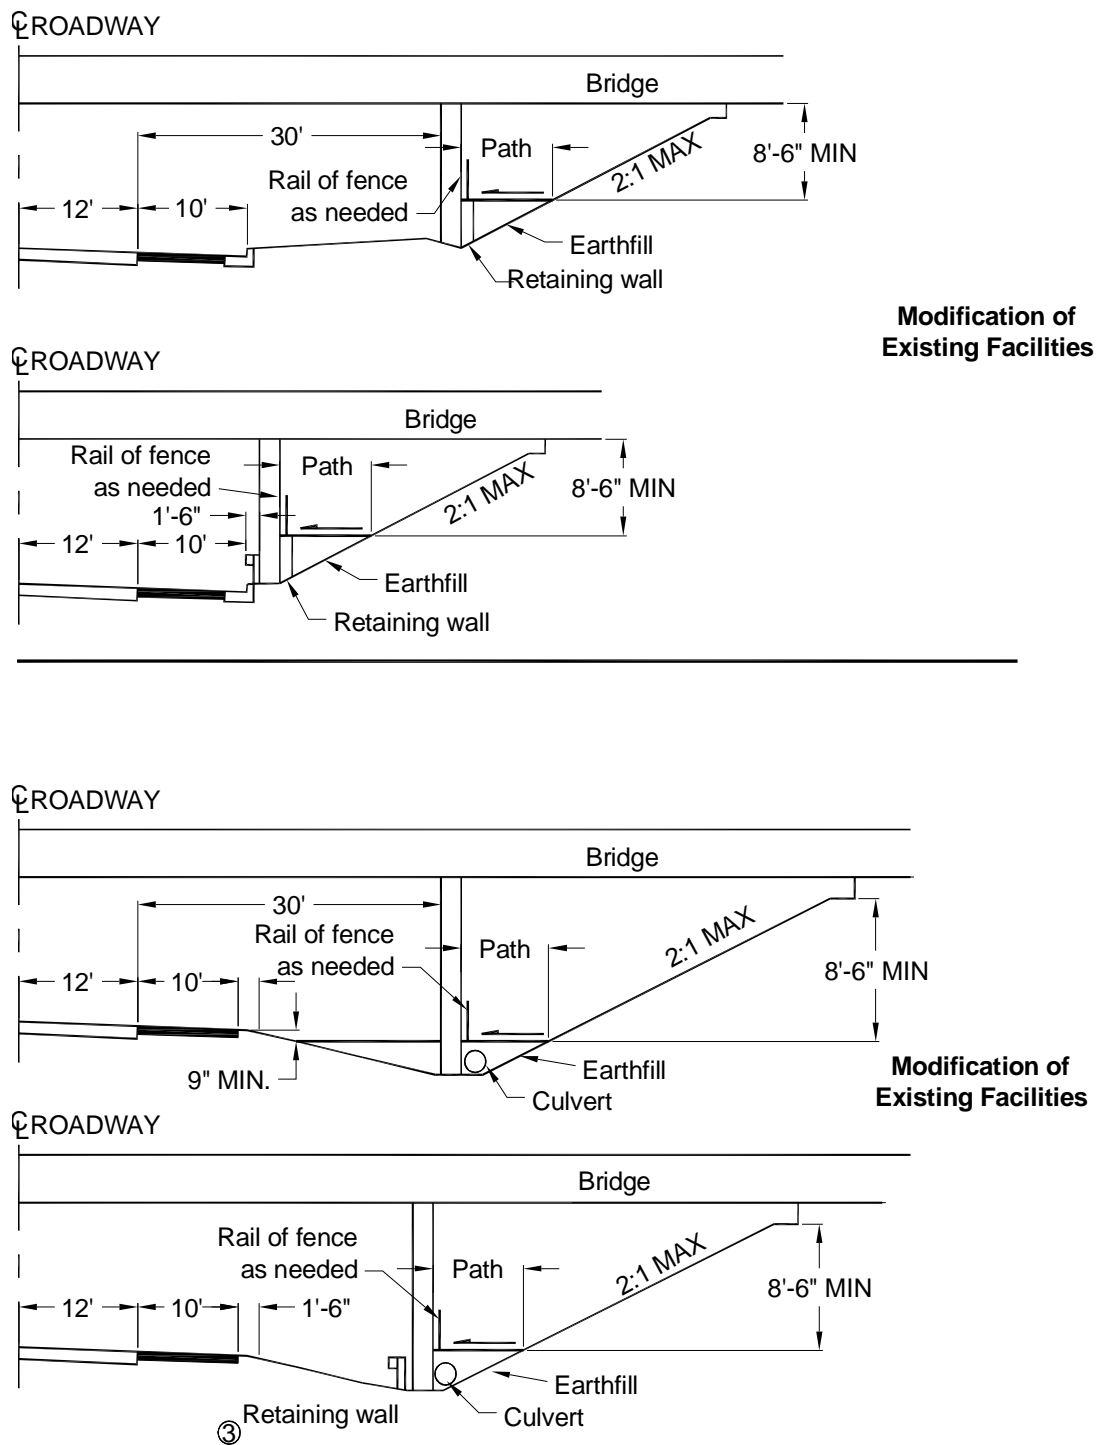 ℄ ROADWAY
Bridge
30'
Path
8'-6" MIN
2:1 MAX
Rail of fence
as needed
12'
10'
Earthfill
Retaining wall
Modification of
Existing Facilities
℄ ROADWAY
Bridge
Rail of fence
as needed
Path
8'-6" MIN
2:1 MAX
1'-6"
12'
10'
Earthfill
Retaining wall
℄ ROADWAY
Bridge
30'
Rail of fence
as needed
Path
2:1 MAX
8'-6" MIN
12'
10'
9" MIN.
Earthfill
Culvert
Modification of
Existing Facilities
℄ ROADWAY
Bridge
Rail of fence
as needed
Path
2:1 MAX
8'-6" MIN
12'
10'
1'-6"
Earthfill
Culvert
③ Retaining wall